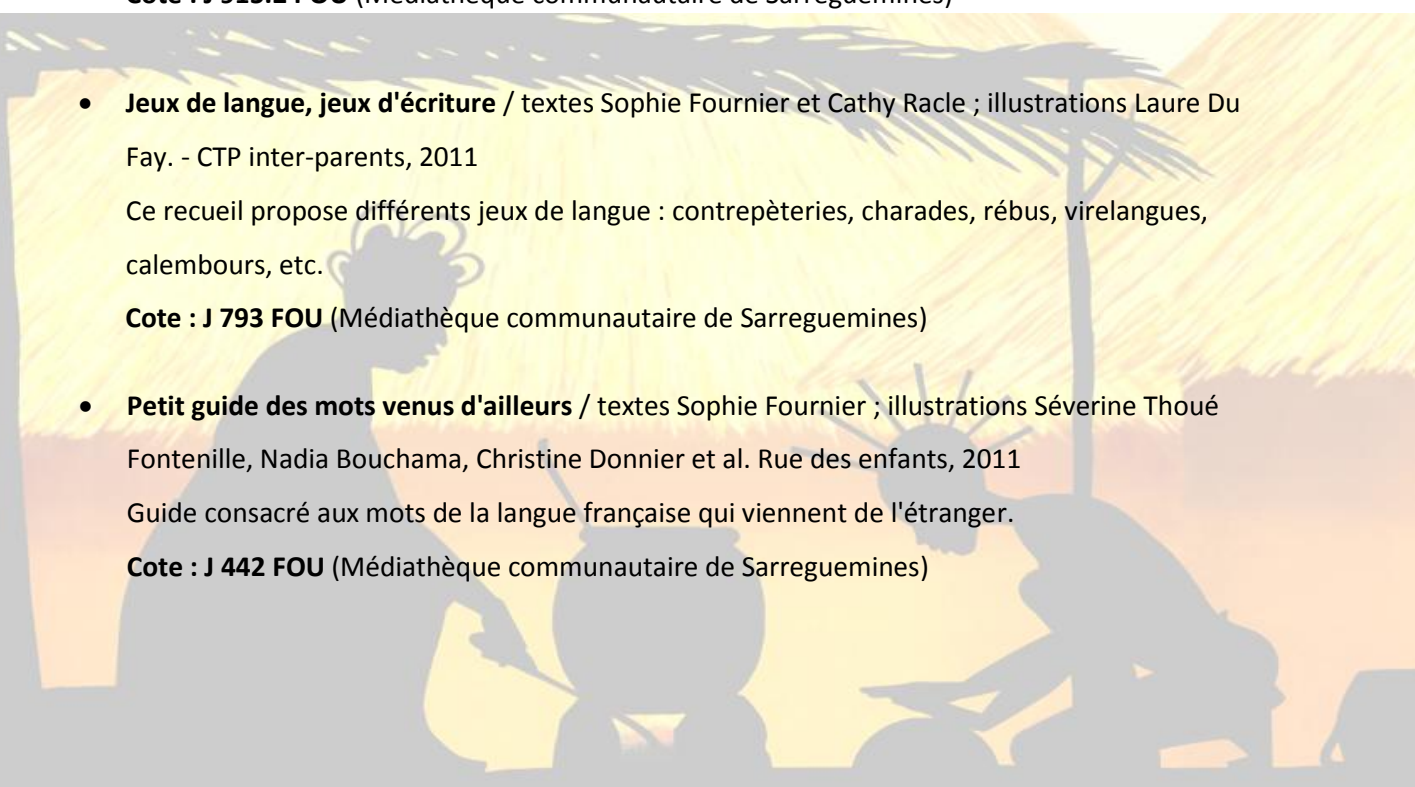 (Médiathèque communautaire de Sarreguemines)
• Jeux de langue, jeux d'écriture / textes Sophie Fournier et Cathy Racle ; illustrations Laure Du
Fay. - CTP inter-parents, 2011
Ce recueil propose différents jeux de langue : contrepèteries, charades, rébus, virelangues,
calembours, etc.
Cote : J 793 FOU (Médiathèque communautaire de Sarreguemines)
• Petit guide des mots venus d'ailleurs / textes Sophie Fournier ; illustrations Séverine Thoué
Fontenille, Nadia Bouchama, Christine Donnier et al. Rue des enfants, 2011
Guide consacré aux mots de la langue française qui viennent de l'étranger.
Cote : J 442 FOU (Médiathèque communautaire de Sarreguemines)